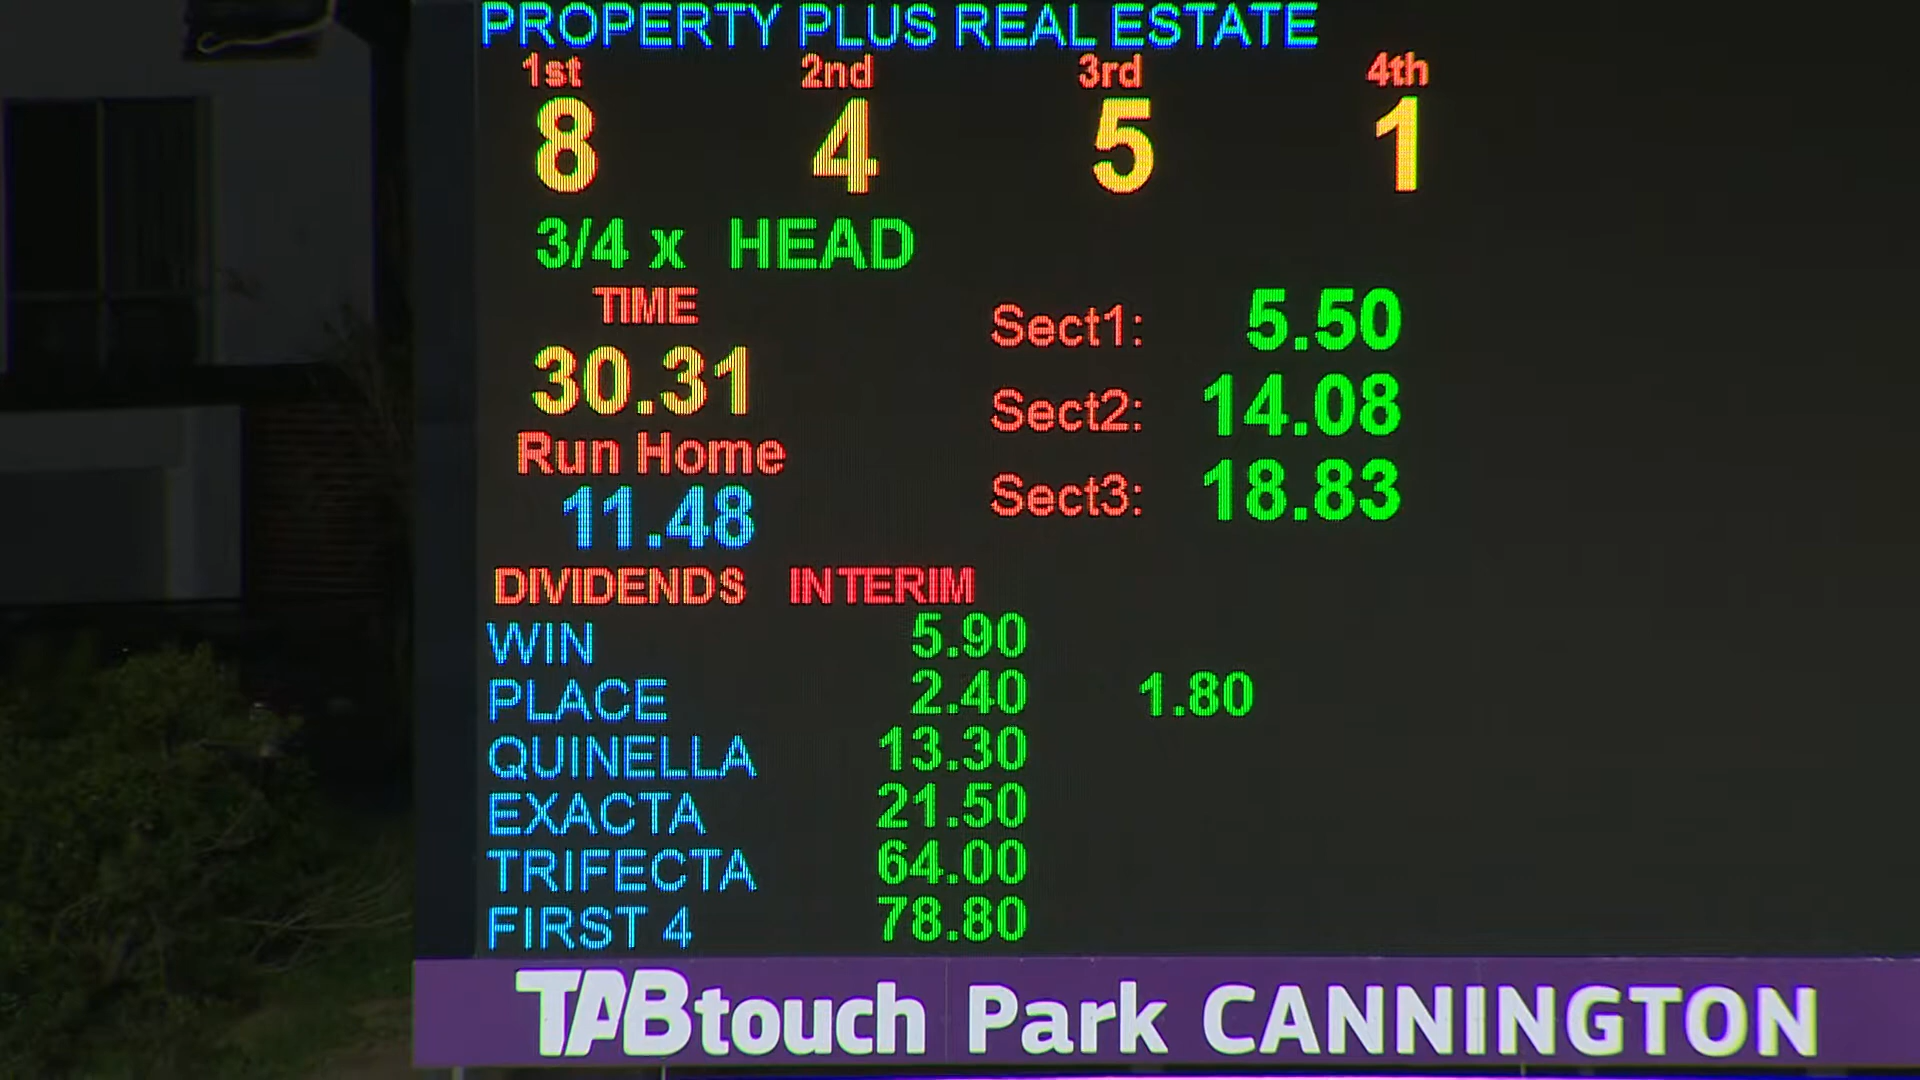 PROPERTY PLUS REAL ESTATE
1st 2nd 3rd 4th
8 4 5 1
3/4 x HEAD
TIME
30.31
Run Home
11.48
Sect1: 5.50
Sect2: 14.08
Sect3: 18.83
DIVIDENDS INTERIM
WIN 5.90
PLACE 2.40 1.80
QUINELLA 13.30
EXACTA 21.50
TRIFECTA 64.00
FIRST 4 78.80
TABtouch Park CANNINGTON